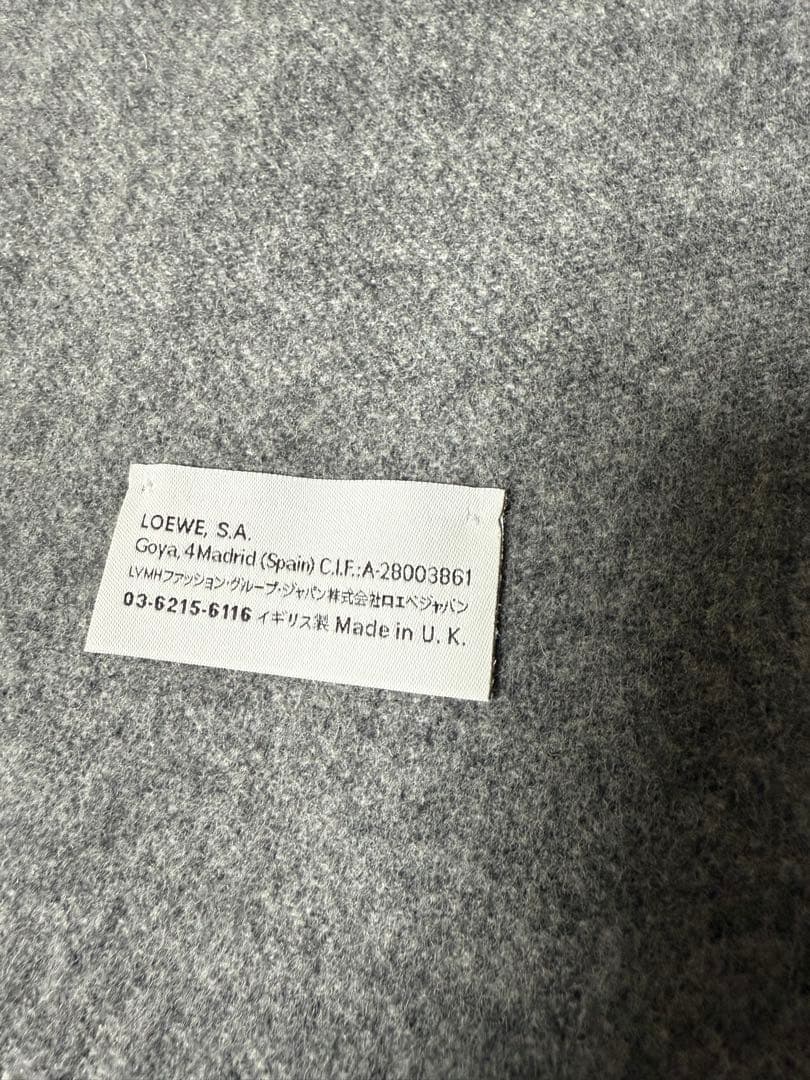 LOEWE, S.A.
Goya, 4 Madrid (Spain) C.I.F.: A-28003861
LVMHファッション・グループ・ジャパン株式会社ロエベジャパン
03-6215-6116 イギリス製 Made in U. K.